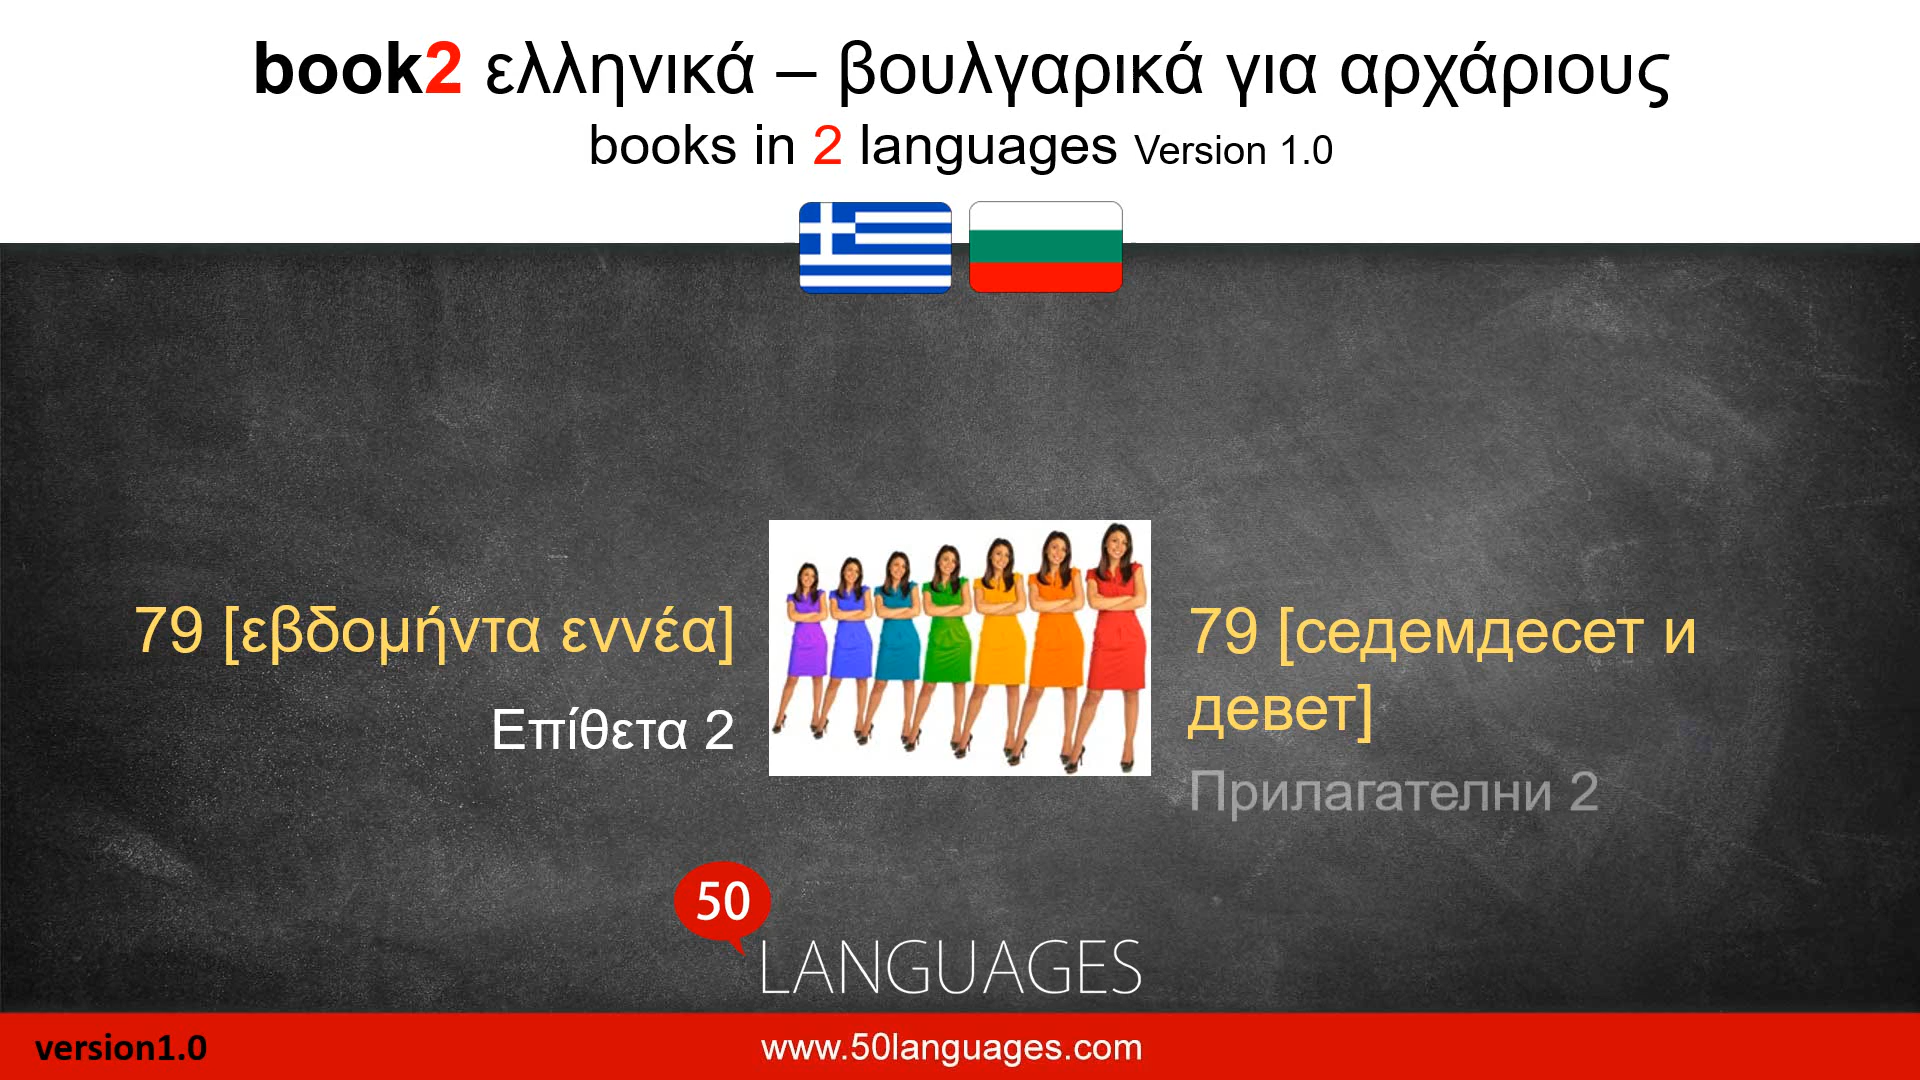 book2 ελληνικά – βουλγαρικά για αρχάριους
books in 2 languages Version 1.0
79 [εβδομήντα εννέα]
Επίθετα 2
79 [седемдесет и
девет]
Прилагателни 2
50
LANGUAGES
version1.0
www.50languages.com